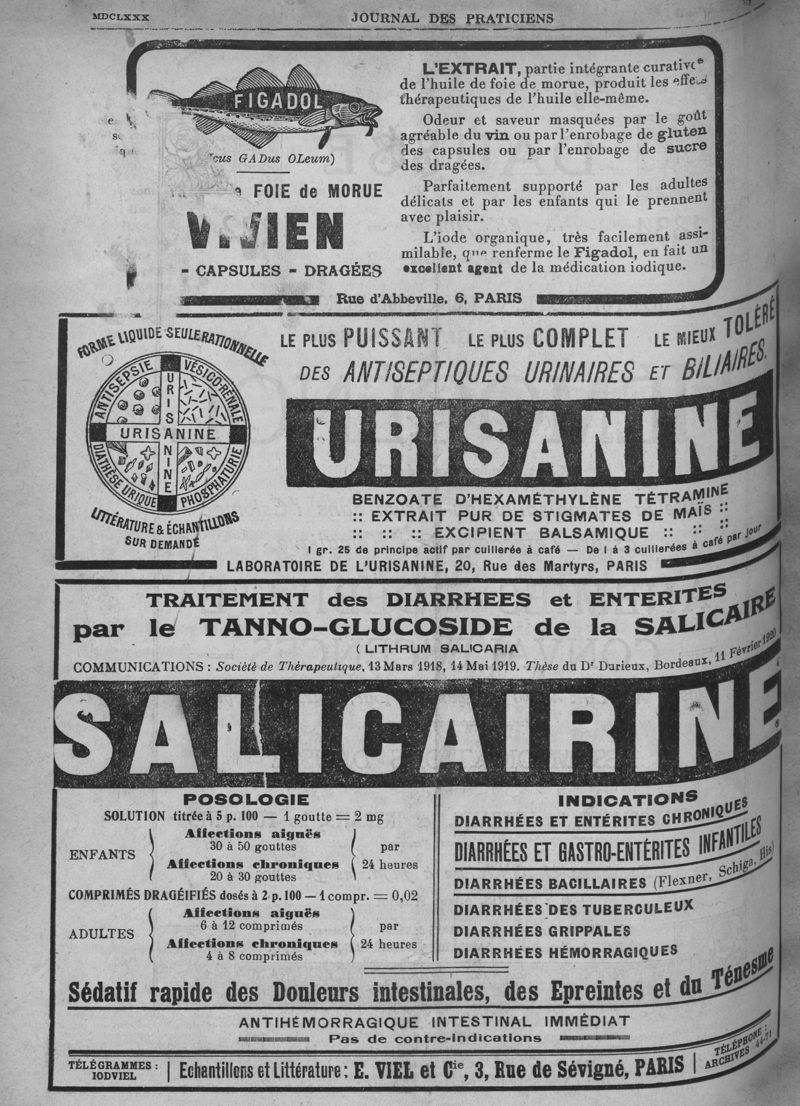 MDCLXXX
JOURNAL DES PRATICIENS
FIGADOL
GADus OLeum)
FOIE de MORUE
VIVIEN
- CAPSULES - DRAGÉES
L'EXTRAIT, partie intégrante curative
de l'huile de foie de morue, produit les effets
thérapeutiques de l'huile elle-même.
Odeur et saveur masquées par le goût
agréable du vin ou par l'enrobage de gluten
des capsules ou par l'enrobage de sucre
des dragées.
Parfaitement supporté par les adultes
délicats et par les enfants qui le prennent
avec plaisir.
L'iode organique, très facilement assi-
milable, que renferme le Figadol, en fait un
excellent agent de la médication iodique.
Rue d'Abbeville, 6, PARIS
FORME LIQUIDE SEULE RATIONNELLE
ANTISEPSIE VÉSICO-RÉNALE
URISANINE
URISANINE
DIATHÈSE URIQUE PHOSPHATURIE
LITTÉRATURE & ÉCHANTILLONS
SUR DEMANDE
LE PLUS PUISSANT LE PLUS COMPLET LE MIEUX TOLÉRÉ
DES ANTISEPTIQUES URINAIRES ET BILIAIRES.
URISANINE
BENZOATE D'HEXAMÉTHYLÈNE TÉTRAMINE
:: EXTRAIT PUR DE STIGMATES DE MAÏS ::
:: :: :: EXCIPIENT BALSAMIQUE :: :: ::
1 gr. 25 de principe actif par cuillerée à café — De 1 à 3 cuillerées à café par jour
LABORATOIRE DE L'URISANINE, 20, Rue des Martyrs, PARIS
TRAITEMENT des DIARRHEES et ENTERITES
par le TANNO-GLUCOSIDE de la SALICAIRE
(LITHRUM SALICARIA
COMMUNICATIONS : Société de Thérapeutique, 13 Mars 1918, 14 Mai 1919. Thèse du Dr Durieux, Bordeaux, 11 Février 1920
SALICAIRINE
POSOLOGIE
SOLUTION titrée à 5 p. 100 — 1 goutte = 2 mg
ENFANTS
Affections aiguës
30 à 50 gouttes
Affections chroniques
20 à 30 gouttes
par
24 heures
COMPRIMÉS DRAGÉIFIÉS dosés à 2 p. 100 — 1 compr. = 0,02
ADULTES
Affections aiguës
6 à 12 comprimés
Affections chroniques
4 à 8 comprimés
par
24 heures
INDICATIONS
DIARRHÉES ET ENTÉRITES CHRONIQUES
DIARRHÉES ET GASTRO-ENTÉRITES INFANTILES
DIARRHÉES BACILLAIRES (Flexner, Schiga, His)
DIARRHÉES DES TUBERCULEUX
DIARRHÉES GRIPPALES
DIARRHÉES HÉMORRAGIQUES
Sédatif rapide des Douleurs intestinales, des Epreintes et du Ténesme
ANTIHÉMORRAGIQUE INTESTINAL IMMÉDIAT
Pas de contre-indications
TÉLÉGRAMMES :
IODVIEL
Echantillons et Littérature : E. VIEL et Cie, 3, Rue de Sévigné, PARIS
TÉLÉPHONE :
ARCHIVES 44-71